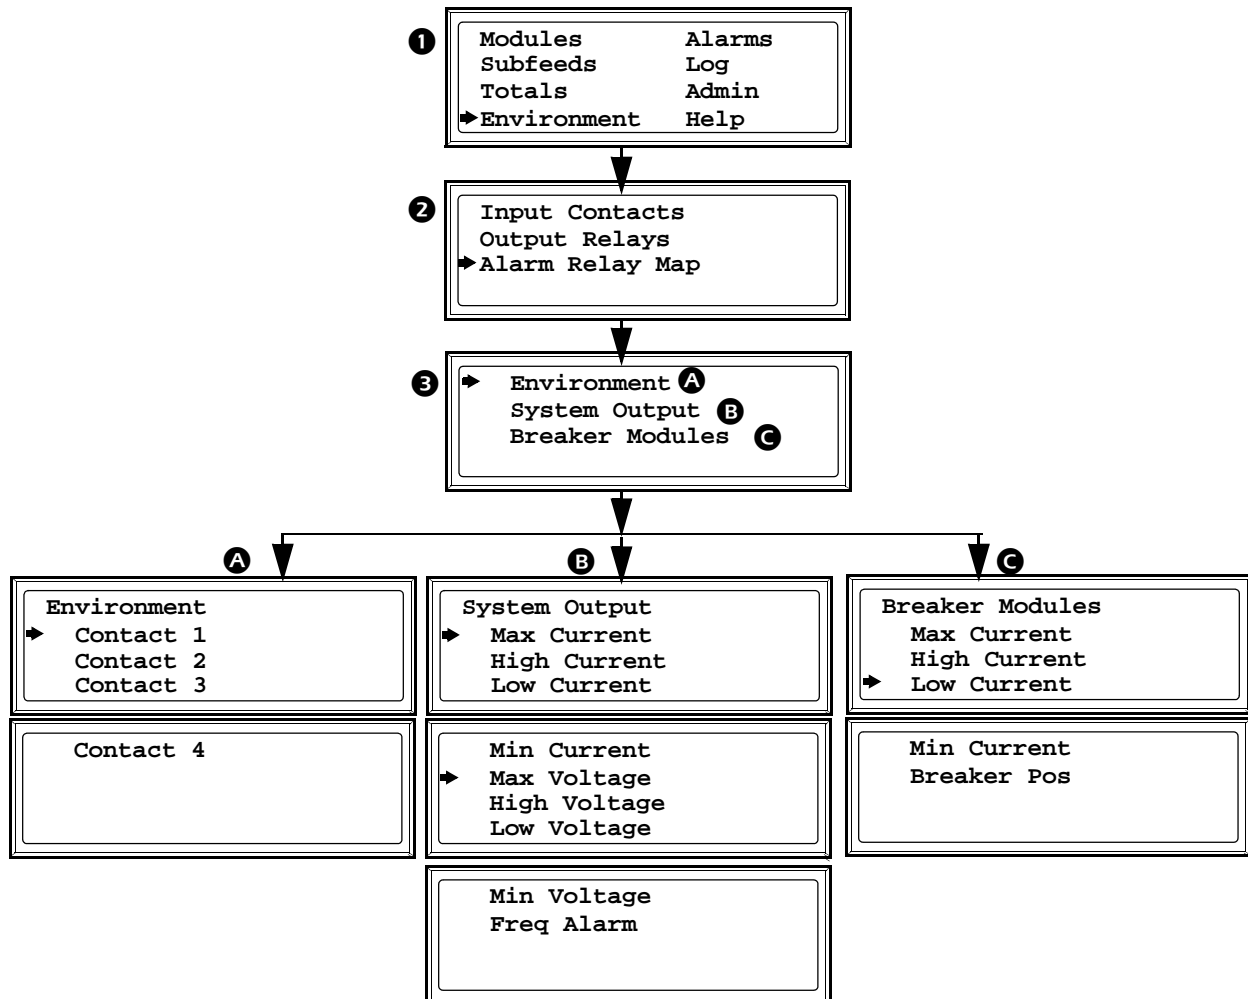 1
Modules Alarms
Subfeeds Log
Totals Admin
Environment Help
2
Input Contacts
Output Relays
Alarm Relay Map
3
Environment A
System Output B
Breaker Modules C
A
Environment
Contact 1
Contact 2
Contact 3
Contact 4
B
System Output
Max Current
High Current
Low Current
Min Current
Max Voltage
High Voltage
Low Voltage
Min Voltage
Freq Alarm
C
Breaker Modules
Max Current
High Current
Low Current
Min Current
Breaker Pos